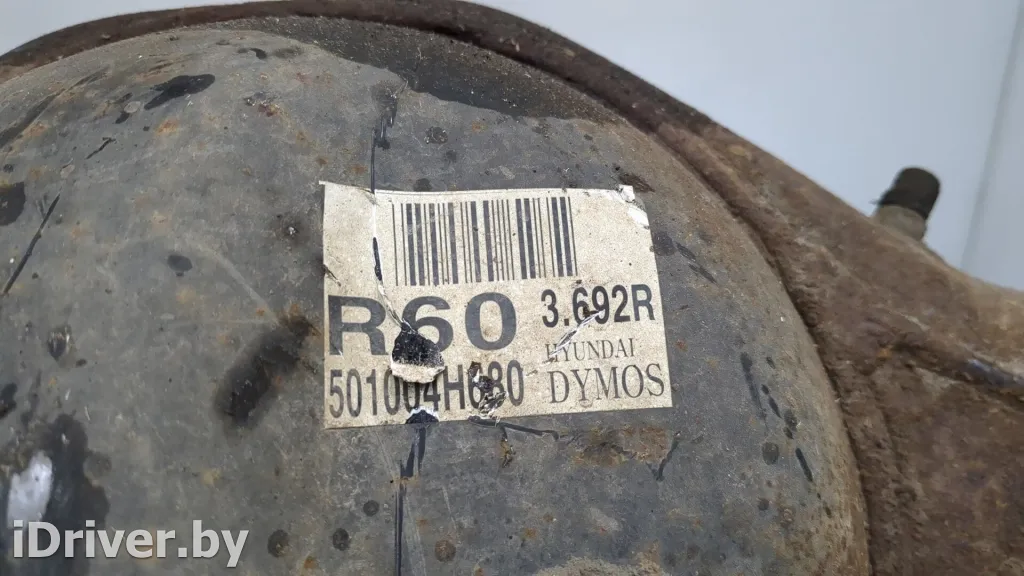 R60 3.692R
HYUNDAI
501004H680 DYMOS
iDriver.by